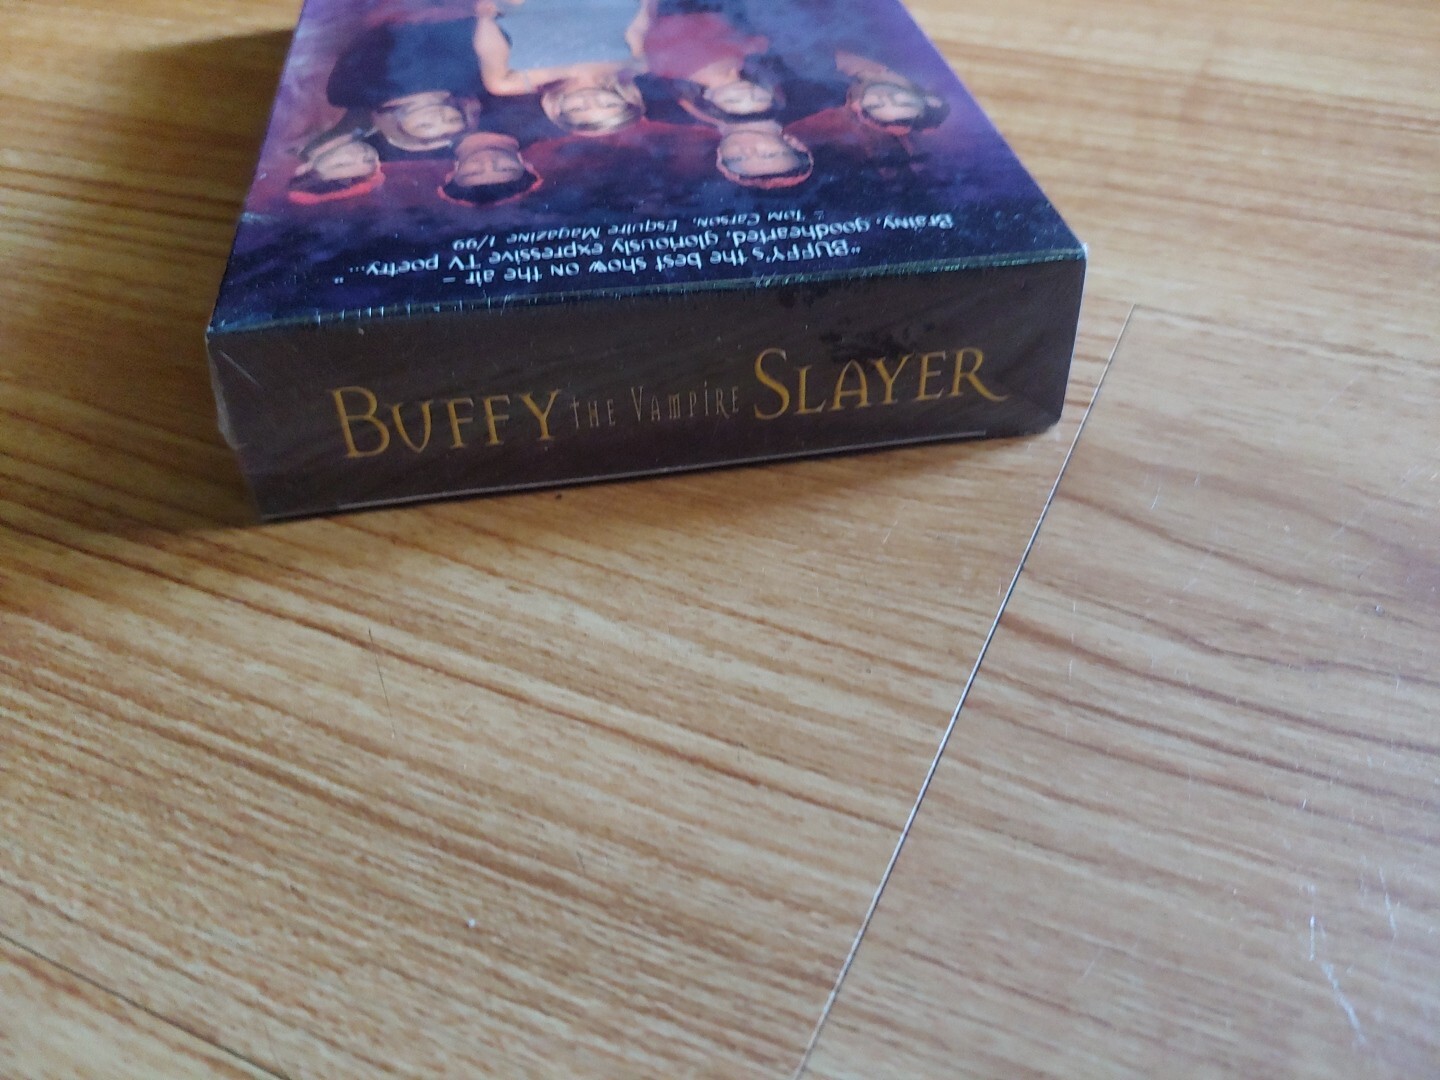 "BUFFY's the best show on the air –
Brainy, goodhearted, gloriously expressive TV poetry... "
– Tom Carson, Esquire Magazine 1/99
BUFFY THE VAMPIRE SLAYER